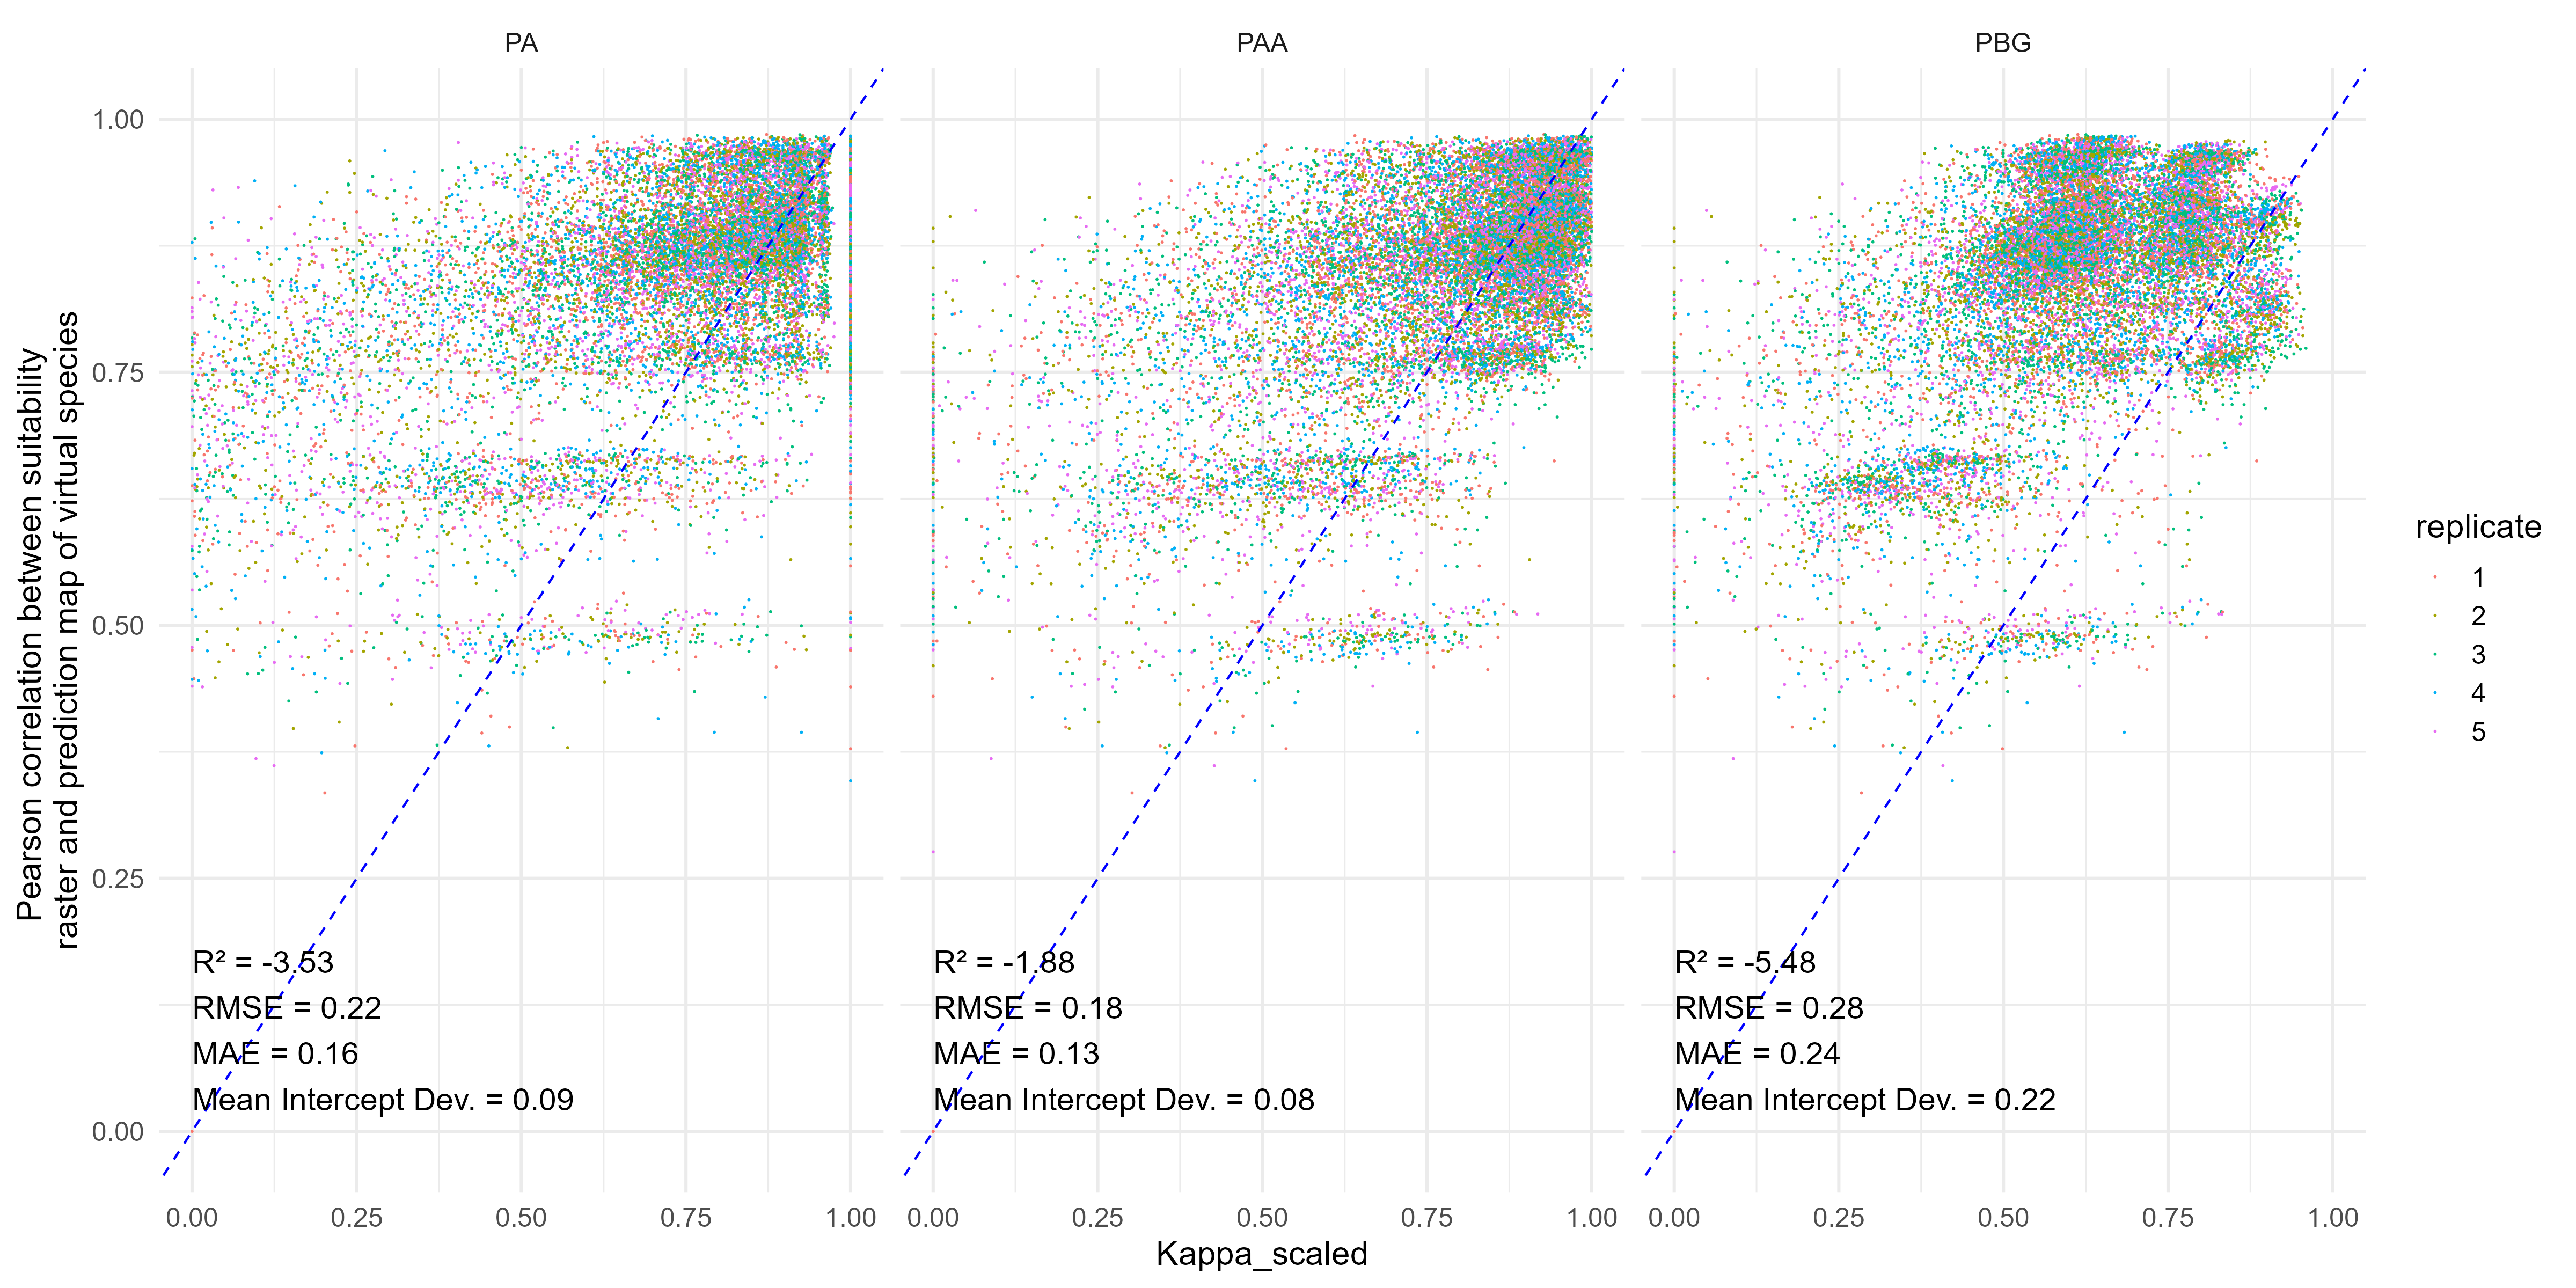 PA
PAA
PBG
Pearson correlation between suitability
raster and prediction map of virtual species
1.00
0.75
0.50
0.25
0.00
R² = -3.53
RMSE = 0.22
MAE = 0.16
Mean Intercept Dev. = 0.09
R² = -1.88
RMSE = 0.18
MAE = 0.13
Mean Intercept Dev. = 0.08
R² = -5.48
RMSE = 0.28
MAE = 0.24
Mean Intercept Dev. = 0.22
0.00 0.25 0.50 0.75 1.00
0.00 0.25 0.50 0.75 1.00
0.00 0.25 0.50 0.75 1.00
Kappa_scaled
replicate
1
2
3
4
5